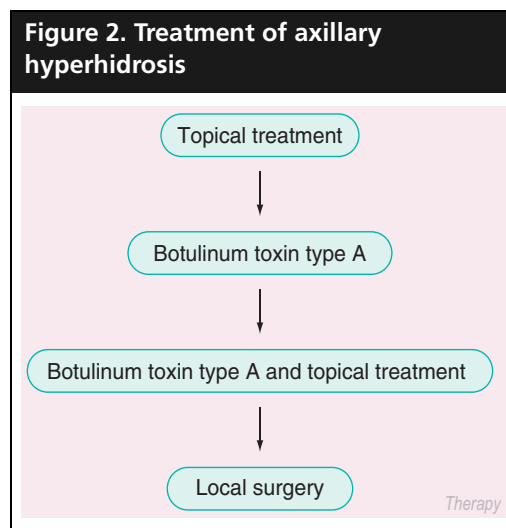 Figure 2. Treatment of axillary
hyperhidrosis
Topical treatment
Botulinum toxin type A
Botulinum toxin type A and topical treatment
Local surgery
Therapy